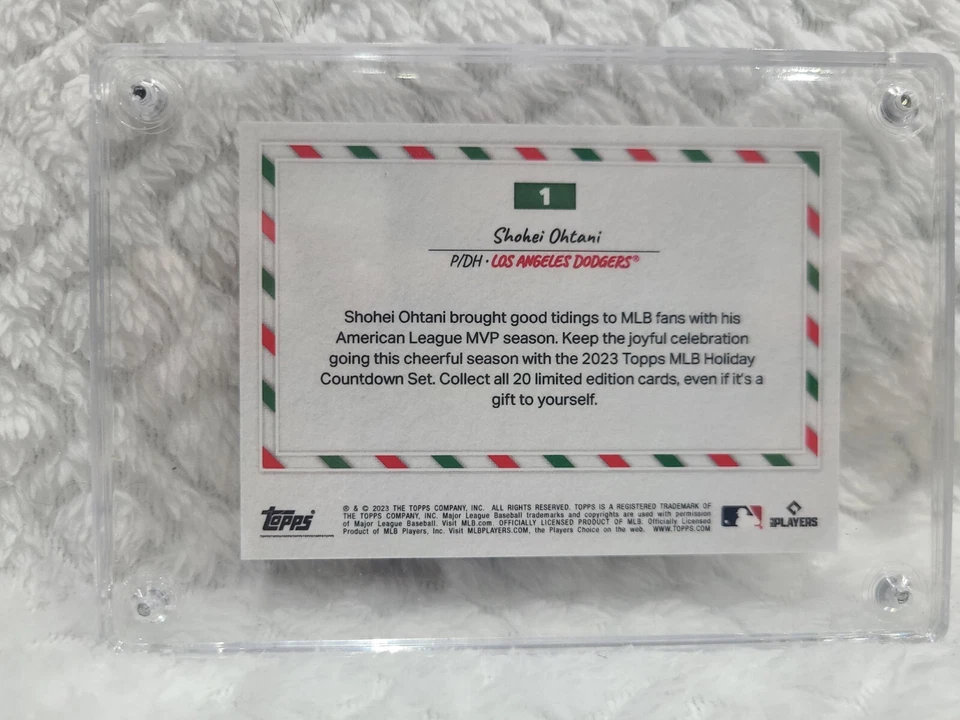 1
Shohei Ohtani
P/DH · LOS ANGELES DODGERS®
Shohei Ohtani brought good tidings to MLB fans with his
American League MVP season. Keep the joyful celebration
going this cheerful season with the 2023 Topps MLB Holiday
Countdown Set. Collect all 20 limited edition cards, even if it's a
gift to yourself.
topps
® & © 2023 THE TOPPS COMPANY, INC. ALL RIGHTS RESERVED. TOPPS IS A REGISTERED TRADEMARK OF
THE TOPPS COMPANY, INC. Major League Baseball trademarks and copyrights are used with permission
of Major League Baseball. Visit MLB.com. OFFICIALLY LICENSED PRODUCT OF MLB. Officially Licensed
Product of MLB Players, Inc. Visit MLBPLAYERS.COM, the Players Choice on the web. WWW.TOPPS.COM
PLAYERS